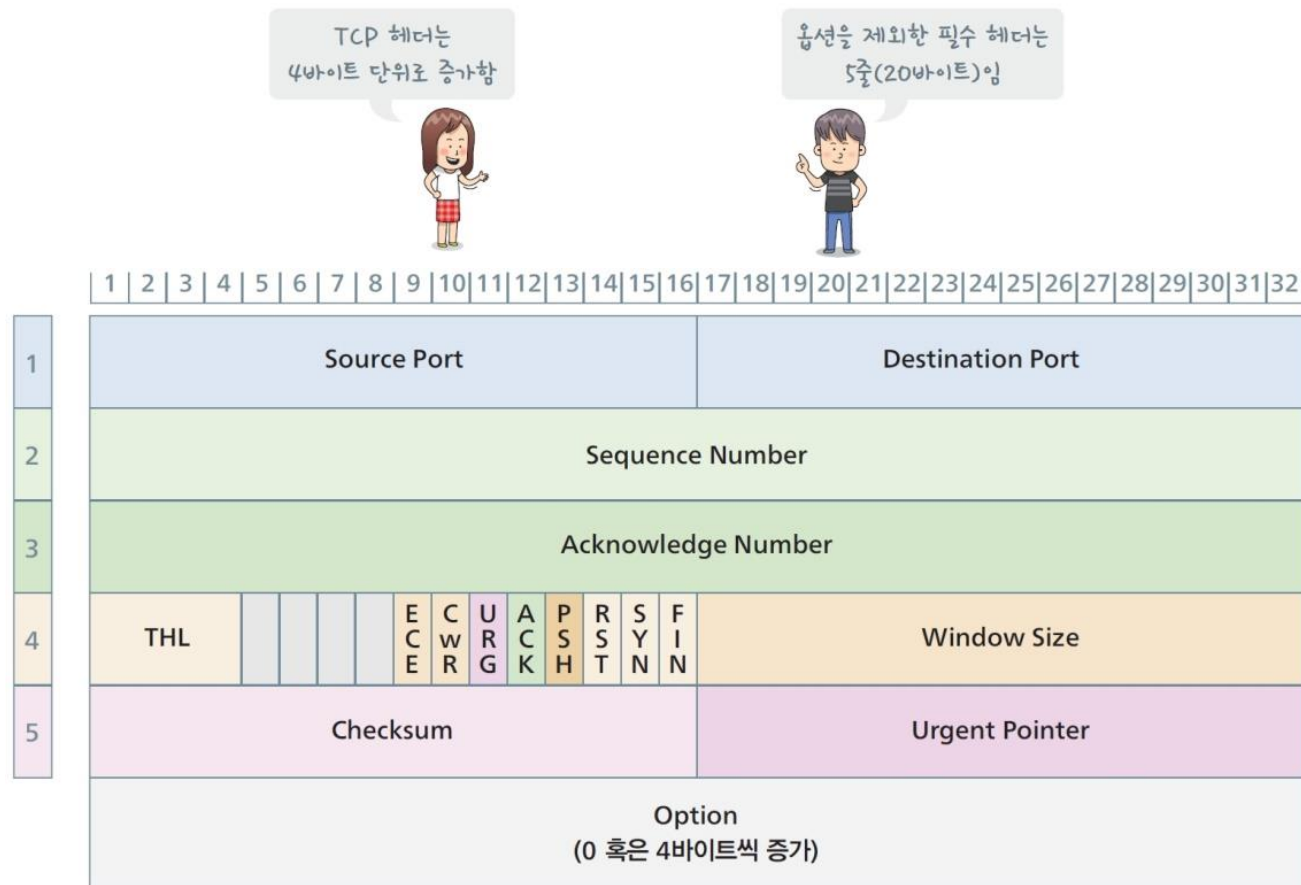 TCP 헤더는
4바이트 단위로 증가함
옵션을 제외한 필수 헤더는
5줄(20바이트)임
1 2 3 4 5 6 7 8 9 10 11 12 13 14 15 16 17 18 19 20 21 22 23 24 25 26 27 28 29 30 31 32
1 Source Port Destination Port
2 Sequence Number
3 Acknowledge Number
4 THL ECE CwR URG ACK PSH RST SYN FIN Window Size
5 Checksum Urgent Pointer
Option
(0 혹은 4바이트씩 증가)